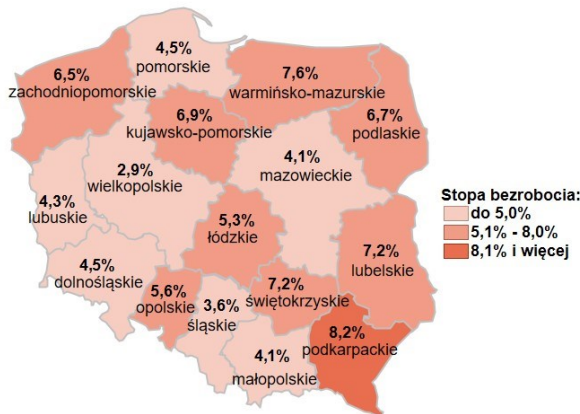 4,5%
pomorskie
6,5%
zachodniopomorskie
7,6%
warmińsko-mazurskie
6,9%
kujawsko-pomorskie
6,7%
podlaskie
2,9%
wielkopolskie
4,1%
mazowieckie
4,3%
lubuskie
5,3%
łódzkie
Stopa bezrobocia:
do 5,0%
5,1% - 8,0%
8,1% i więcej
4,5%
dolnośląskie
7,2%
lubelskie
5,6%
opolskie
3,6%
śląskie
7,2%
świętokrzyskie
8,2%
podkarpackie
4,1%
małopolskie